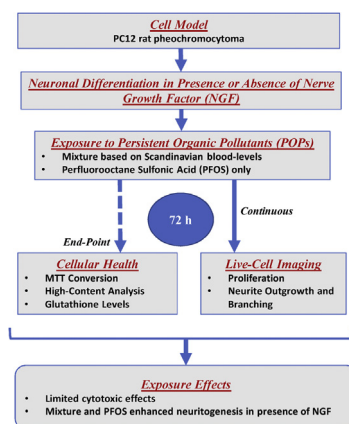 Cell Model
PC12 rat pheochromocytoma
Neuronal Differentiation in Presence or Absence of Nerve
Growth Factor (NGF)
Exposure to Persistent Organic Pollutants (POPs)
• Mixture based on Scandinavian blood-levels
• Perfluorooctane Sulfonic Acid (PFOS) only
72 h
Continuous
End-Point
Cellular Health
• MTT Conversion
• High-Content Analysis
• Glutathione Levels
Live-Cell Imaging
• Proliferation
• Neurite Outgrowth and
Branching
Exposure Effects
• Limited cytotoxic effects
• Mixture and PFOS enhanced neuritogenesis in presence of NGF